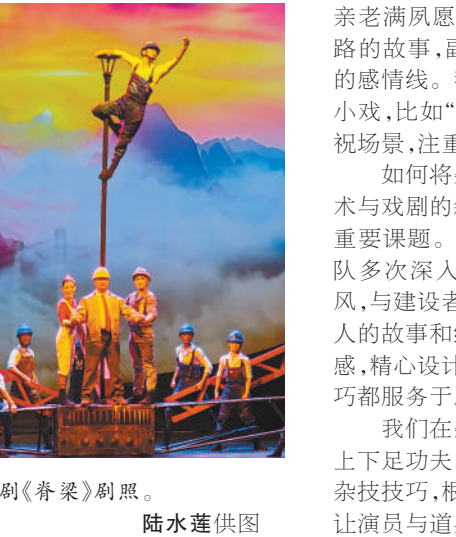 剧《脊梁》剧照。
陆水莲供图
亲老满夙愿
路的故事,副
的感情线。
小戏,比如“
祝场景,注重
如何将
术与戏剧的
重要课题。
队多次深入
风,与建设者
人的故事和
感,精心设计
巧都服务于
我们在
上下足功夫
杂技技巧,根
让演员与道